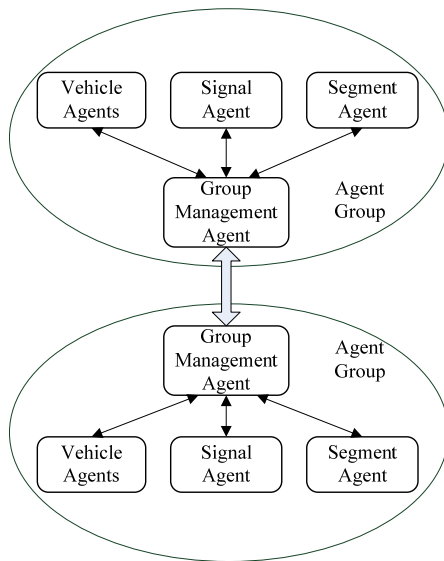 Vehicle
Agents
Signal
Agent
Segment
Agent
Group
Management
Agent
Agent
Group
Group
Management
Agent
Agent
Group
Vehicle
Agents
Signal
Agent
Segment
Agent